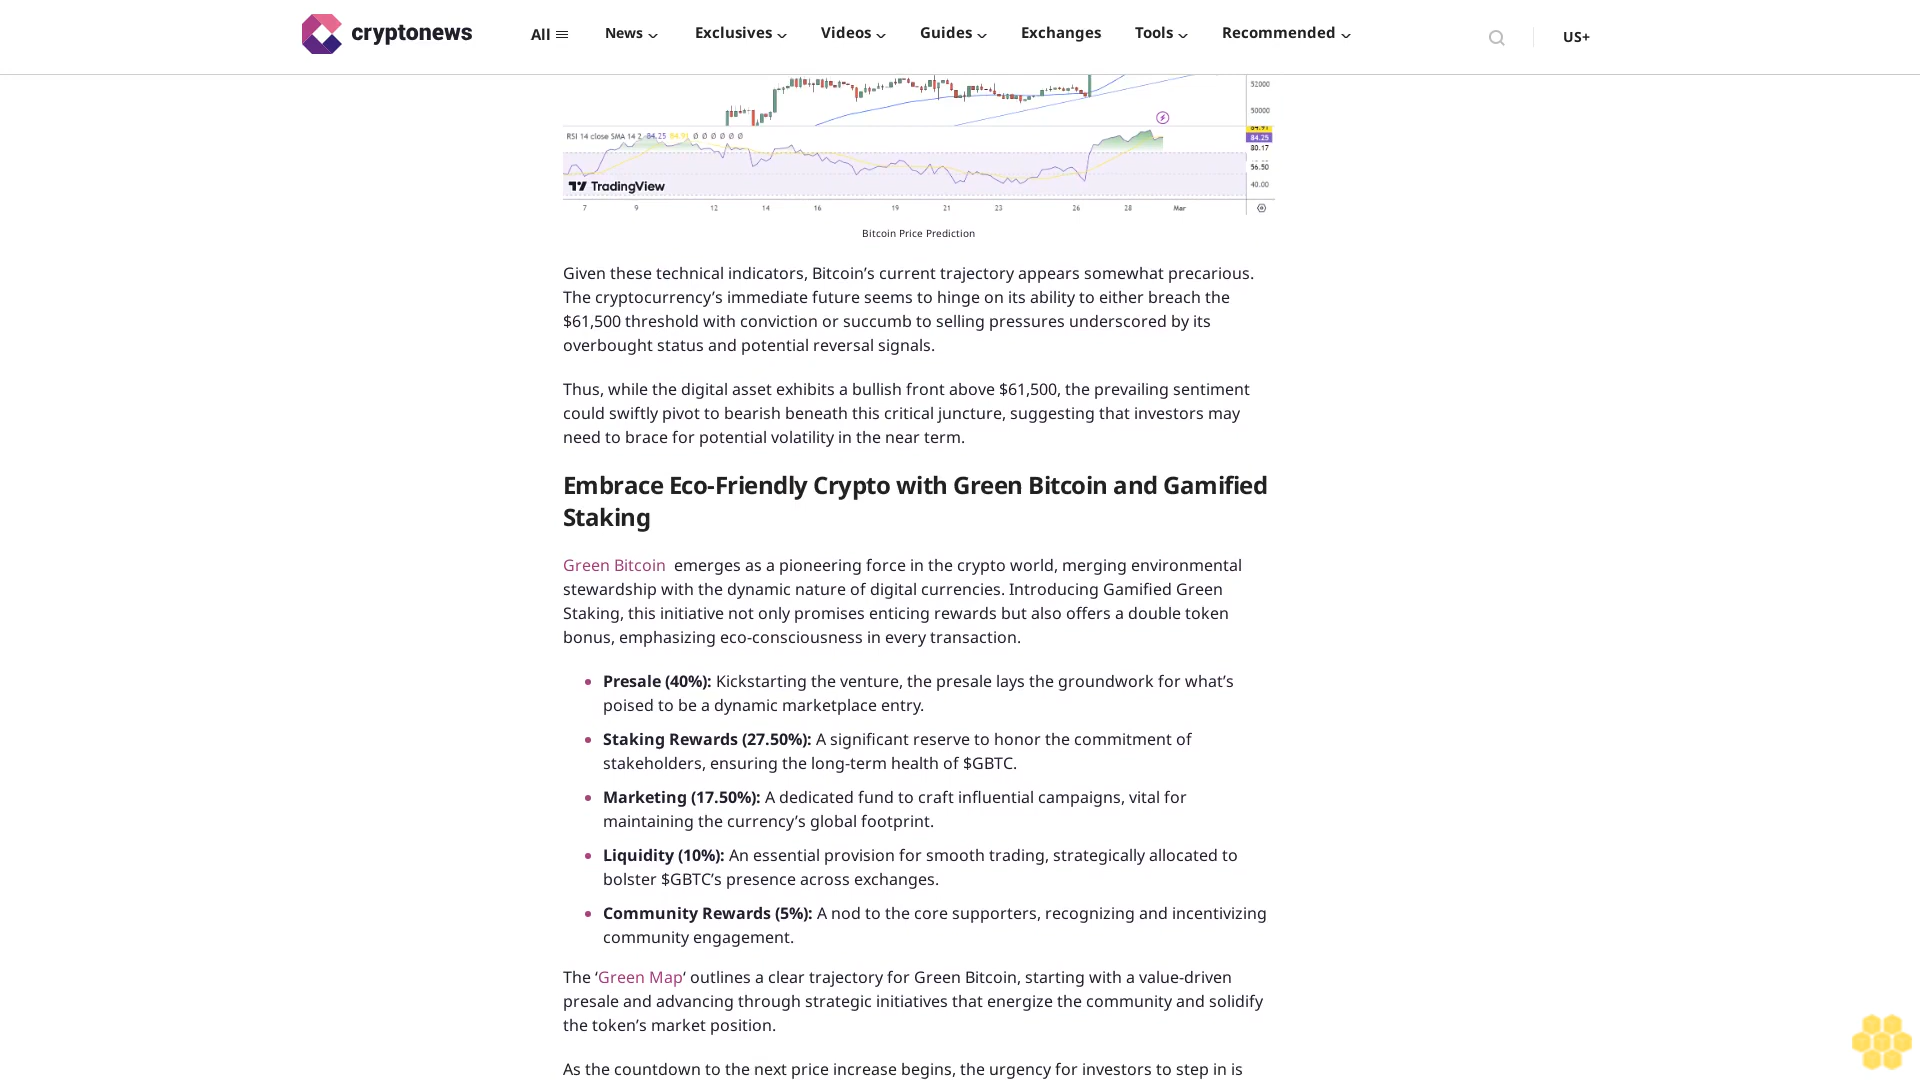 cryptonews
All
News
Exclusives
Videos
Guides
Exchanges
Tools
Recommended
US+
52000
50000
RSI 14 close SMA 14 2 84.25 84.91 Ø Ø Ø Ø Ø Ø
84.91
84.25
80.17
56.50
40.00
TradingView
7 9 12 14 16 19 21 23 26 28 Mar
Bitcoin Price Prediction
Given these technical indicators, Bitcoin’s current trajectory appears somewhat precarious.
The cryptocurrency’s immediate future seems to hinge on its ability to either breach the
$61,500 threshold with conviction or succumb to selling pressures underscored by its
overbought status and potential reversal signals.
Thus, while the digital asset exhibits a bullish front above $61,500, the prevailing sentiment
could swiftly pivot to bearish beneath this critical juncture, suggesting that investors may
need to brace for potential volatility in the near term.
Embrace Eco-Friendly Crypto with Green Bitcoin and Gamified
Staking
Green Bitcoin emerges as a pioneering force in the crypto world, merging environmental
stewardship with the dynamic nature of digital currencies. Introducing Gamified Green
Staking, this initiative not only promises enticing rewards but also offers a double token
bonus, emphasizing eco-consciousness in every transaction.
Presale (40%): Kickstarting the venture, the presale lays the groundwork for what’s
poised to be a dynamic marketplace entry.
Staking Rewards (27.50%): A significant reserve to honor the commitment of
stakeholders, ensuring the long-term health of $GBTC.
Marketing (17.50%): A dedicated fund to craft influential campaigns, vital for
maintaining the currency’s global footprint.
Liquidity (10%): An essential provision for smooth trading, strategically allocated to
bolster $GBTC’s presence across exchanges.
Community Rewards (5%): A nod to the core supporters, recognizing and incentivizing
community engagement.
The ‘Green Map‘ outlines a clear trajectory for Green Bitcoin, starting with a value-driven
presale and advancing through strategic initiatives that energize the community and solidify
the token’s market position.
As the countdown to the next price increase begins, the urgency for investors to step in is